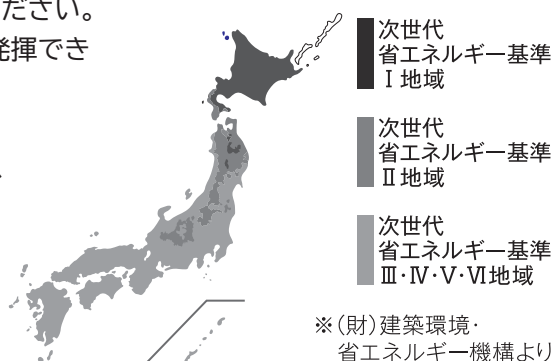 ださい。
発揮でき
次世代
省エネルギー基準
Ⅰ地域
次世代
省エネルギー基準
Ⅱ地域
次世代
省エネルギー基準
Ⅲ・Ⅳ・Ⅴ・Ⅵ地域
※(財)建築環境・
省エネルギー機構より